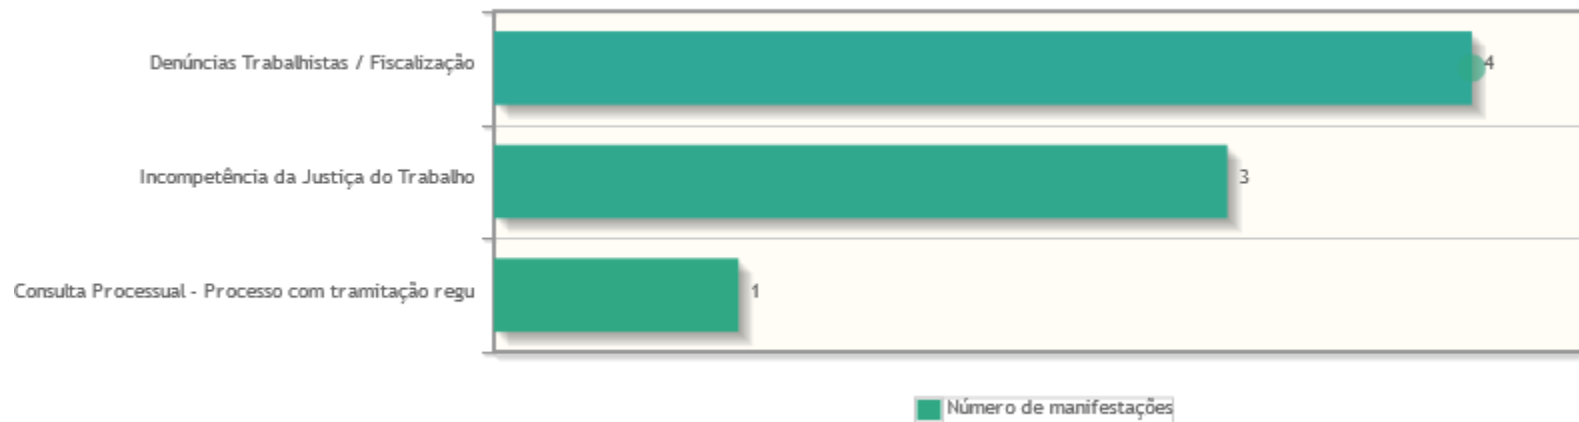 Denúncias Trabalhistas / Fiscalização
4
Incompetência da Justiça do Trabalho
3
Consulta Processual - Processo com tramitação regu
1
Número de manifestações